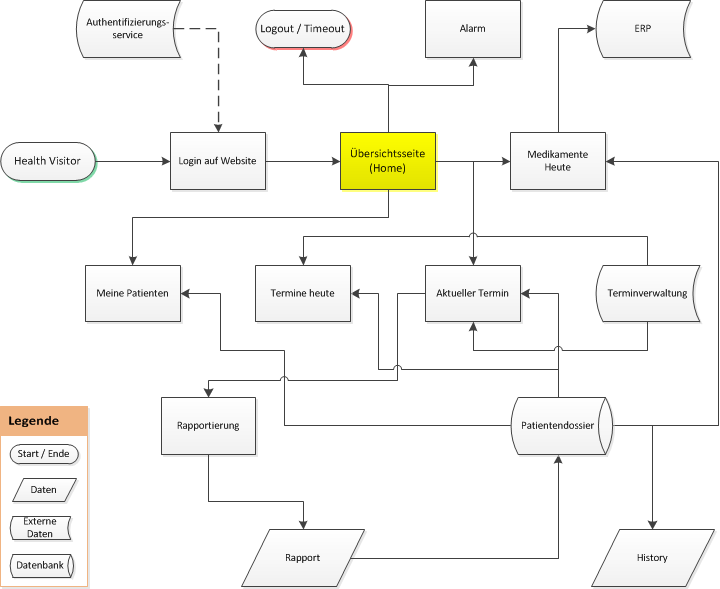 Authentifizierungs-
service
Logout / Timeout
Alarm
ERP
Health Visitor
Login auf Website
Übersichtsseite
(Home)
Medikamente
Heute
Meine Patienten
Termine heute
Aktueller Termin
Terminverwaltung
Rapportierung
Patientendossier
Rapport
History
Legende
Start / Ende
Daten
Externe
Daten
Datenbank